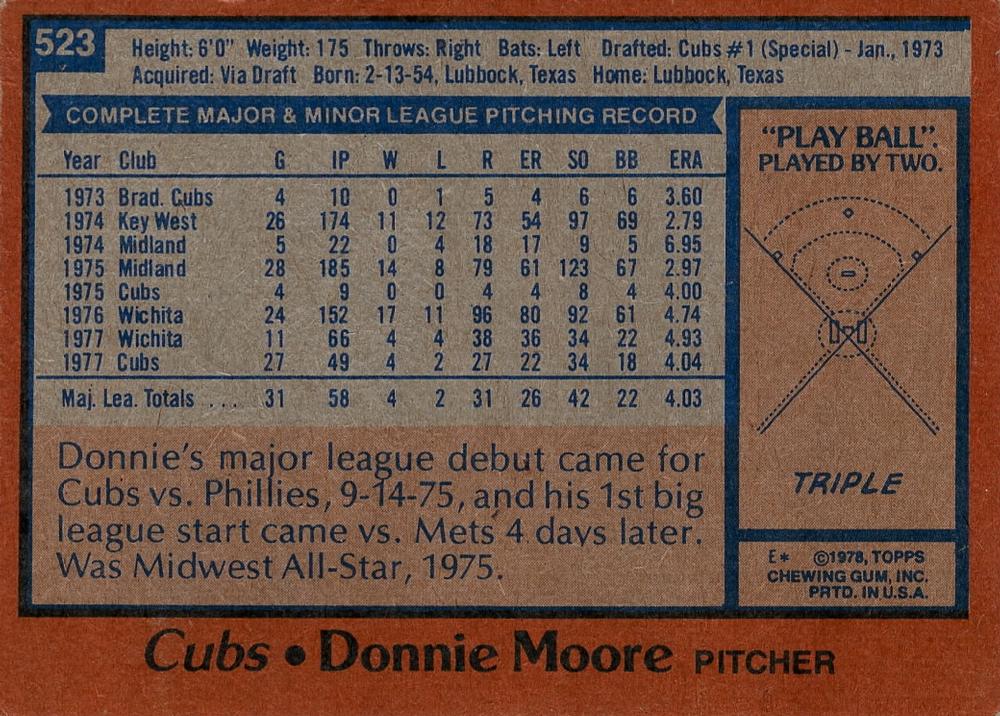 523
Height: 6'0" Weight: 175 Throws: Right Bats: Left Drafted: Cubs #1 (Special) - Jan., 1973
Acquired: Via Draft Born: 2-13-54, Lubbock, Texas Home: Lubbock, Texas
COMPLETE MAJOR & MINOR LEAGUE PITCHING RECORD
Year Club G IP W L R ER SO BB ERA
1973 Brad. Cubs 4 10 0 1 5 4 6 6 3.60
1974 Key West 26 174 11 12 73 54 97 69 2.79
1974 Midland 5 22 0 4 18 17 9 5 6.95
1975 Midland 28 185 14 8 79 61 123 67 2.97
1975 Cubs 4 9 0 0 4 4 8 4 4.00
1976 Wichita 24 152 17 11 96 80 92 61 4.74
1977 Wichita 11 66 4 4 38 36 34 22 4.93
1977 Cubs 27 49 4 2 27 22 34 18 4.04
Maj. Lea. Totals . . . 31 58 4 2 31 26 42 22 4.03
Donnie's major league debut came for
Cubs vs. Phillies, 9-14-75, and his 1st big
league start came vs. Mets 4 days later.
Was Midwest All-Star, 1975.
"PLAY BALL".
PLAYED BY TWO.
TRIPLE
E* ©1978, TOPPS
CHEWING GUM, INC.
PRTD. IN U.S.A.
Cubs • Donnie Moore PITCHER